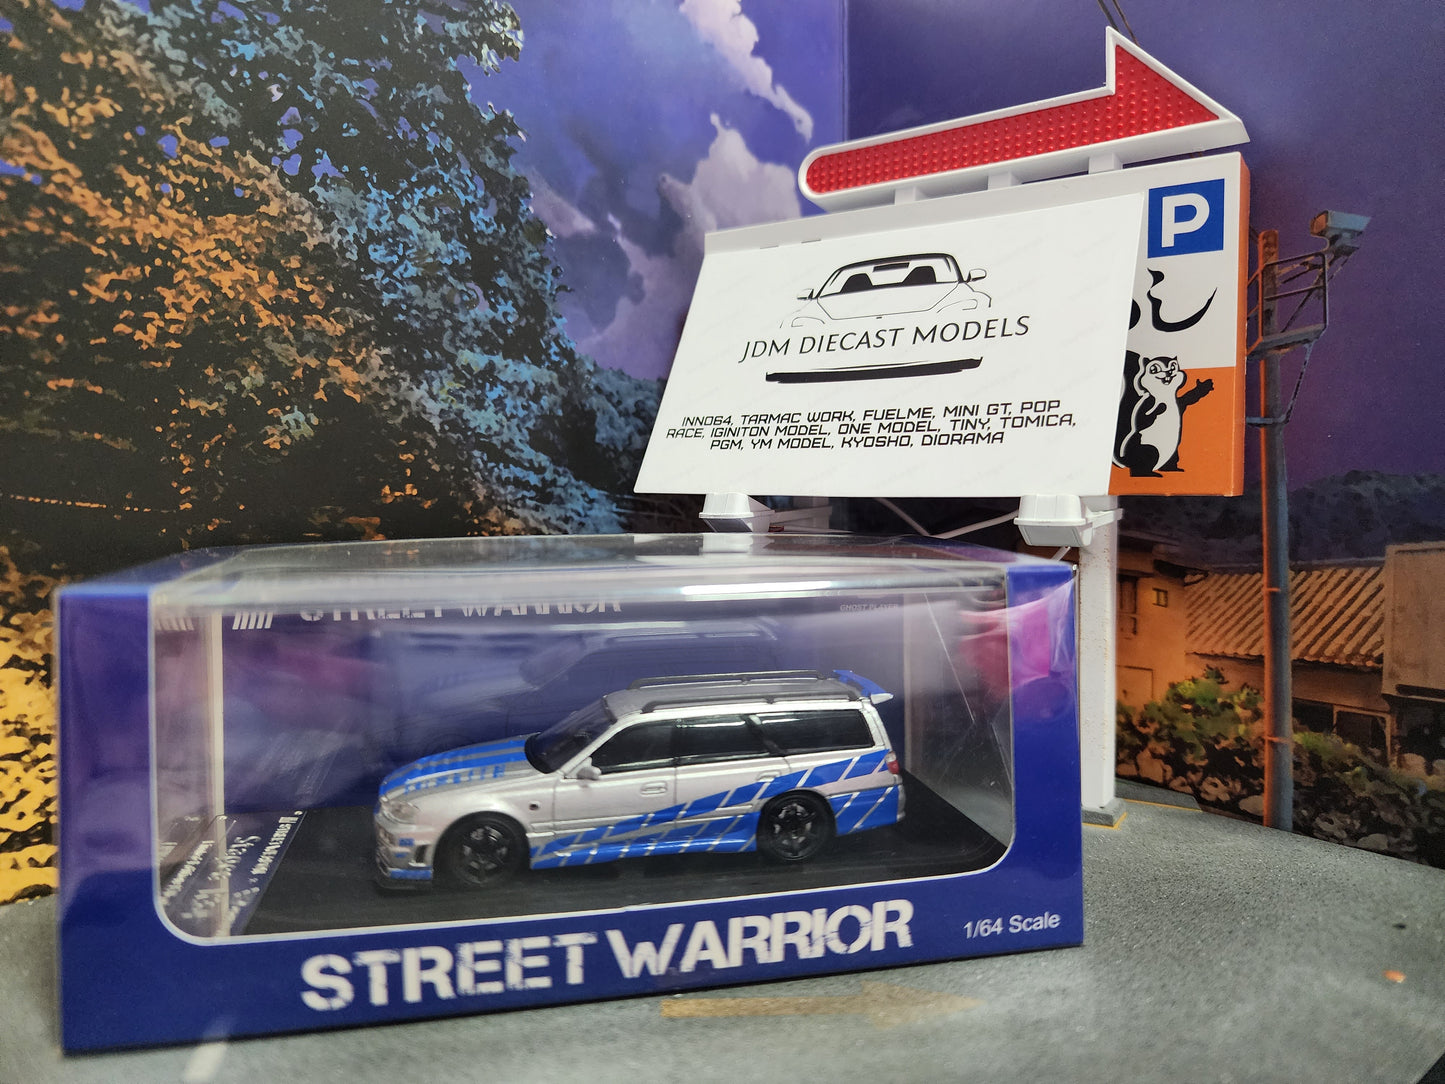 P
し
JDM DIECAST MODELS
INNO64, TARMAC WORK, FUELME, MINI GT, POP
RACE, IGINITON MODEL, ONE MODEL, TINY, TOMICA,
PGM, YM MODEL, KYOSHO, DIORAMA
STREET WARRIOR
GHOST PLAYER
STREET WARRIOR
1/64 Scale